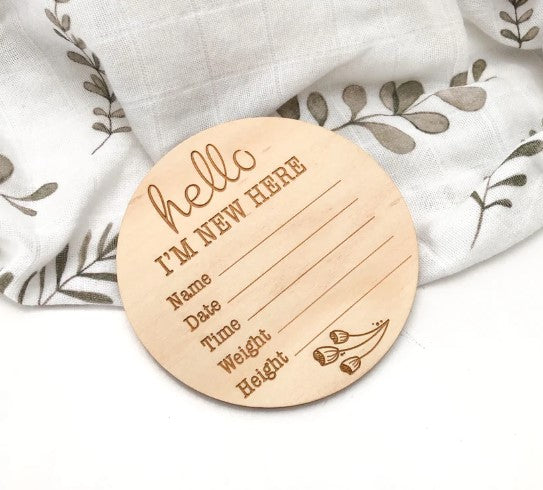 hello
I'M NEW HERE
Name
Date
Time
Weight
Height